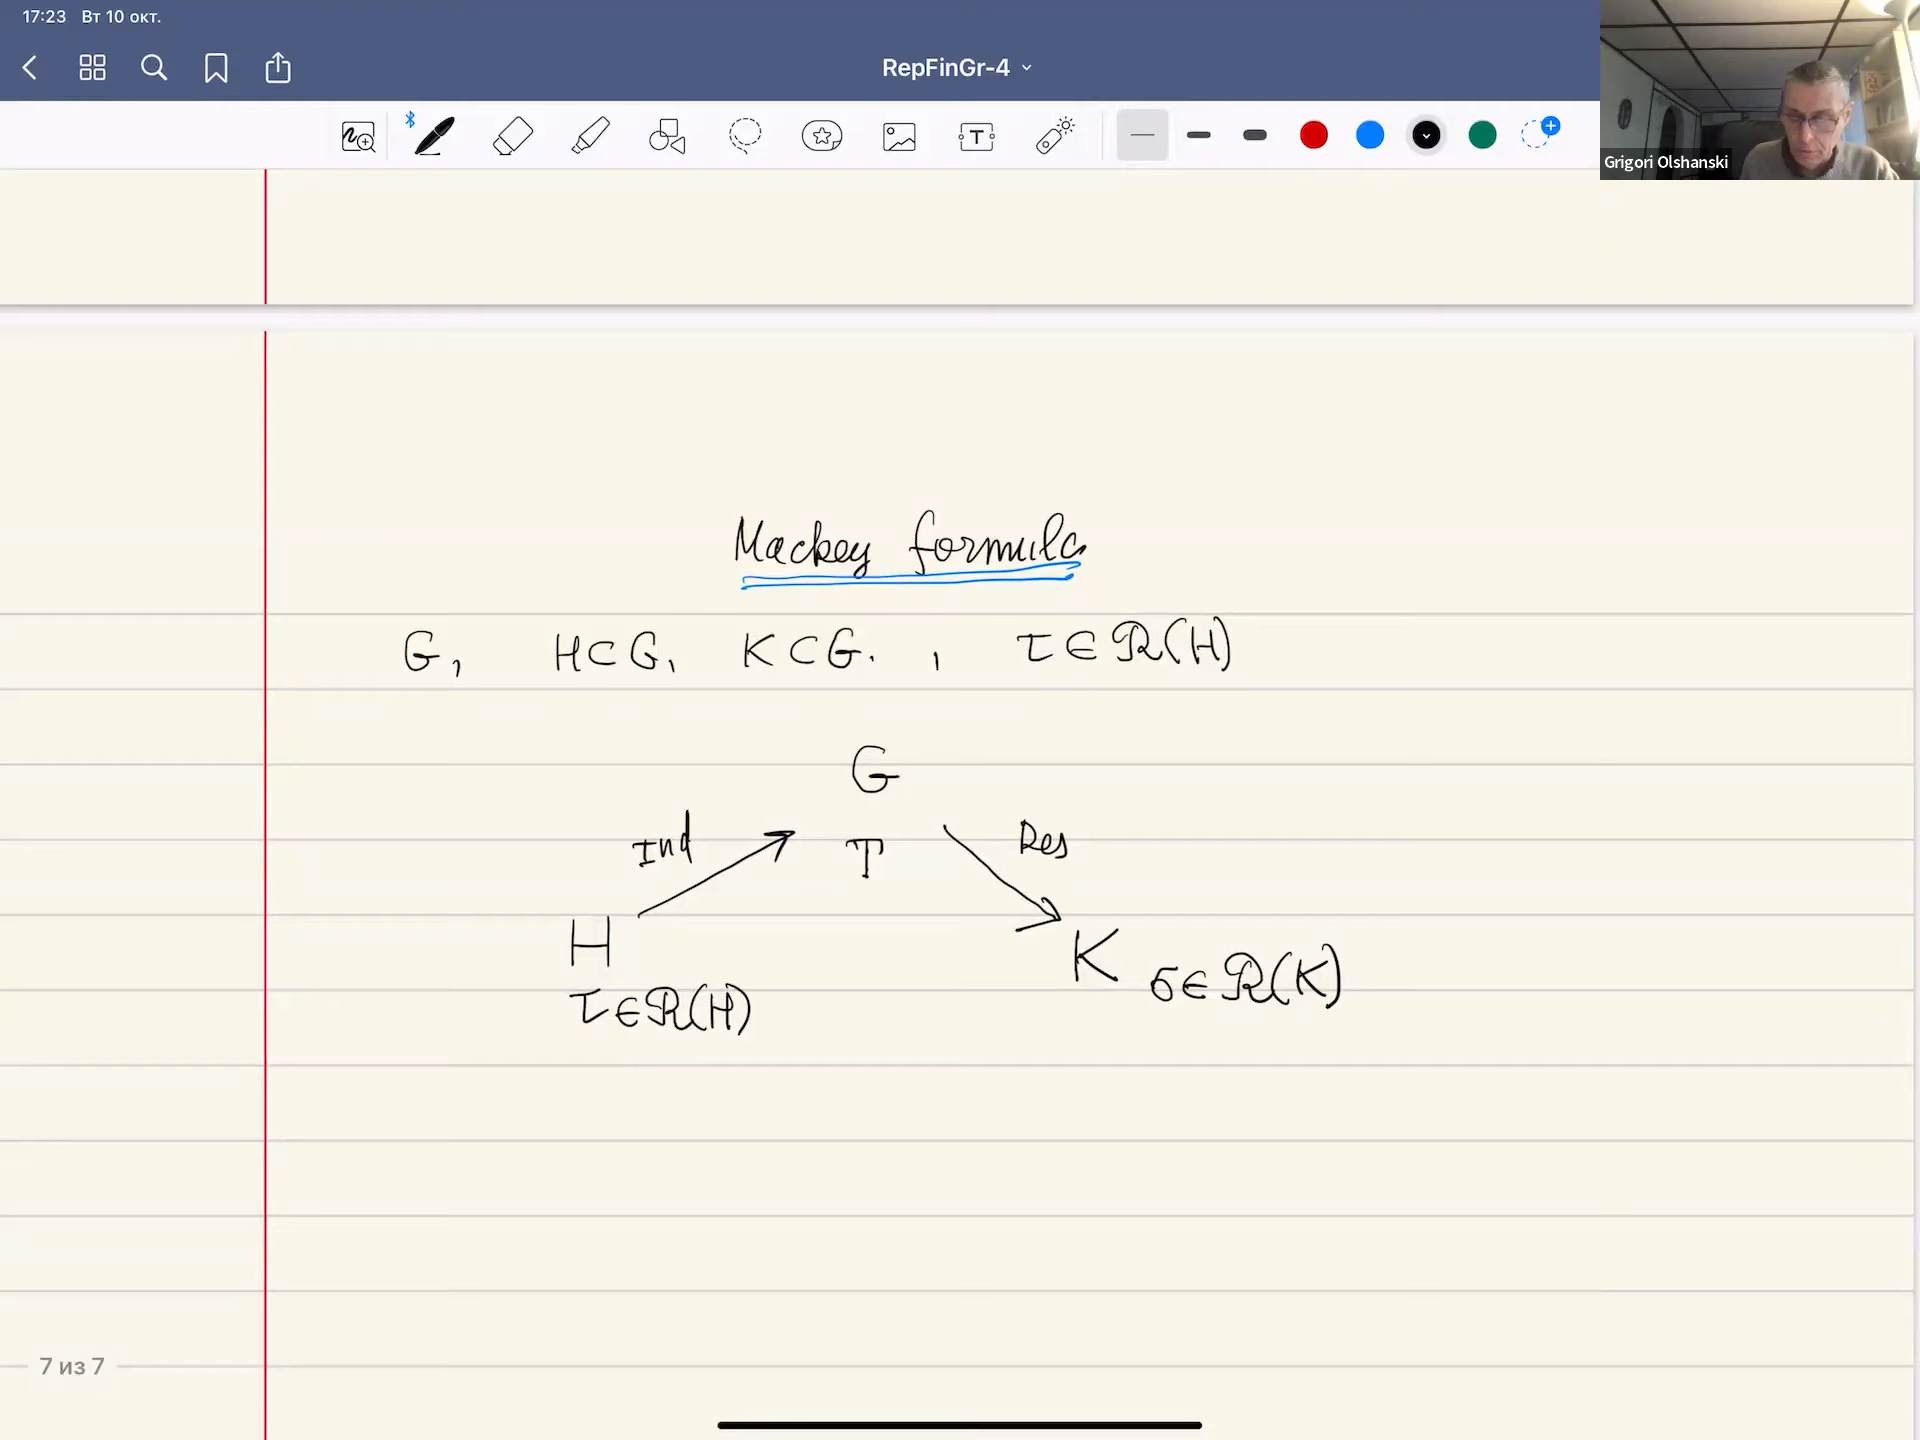 17:23 Вт 10 окт.
RepFinGr-4
T
Grigori Olshanski
Mackey formula
G, H⊂G, K⊂G. , τ∈ℛ(H)
G
Ind T Res
H K σ∈ℛ(K)
τ∈ℛ(H)
7 из 7